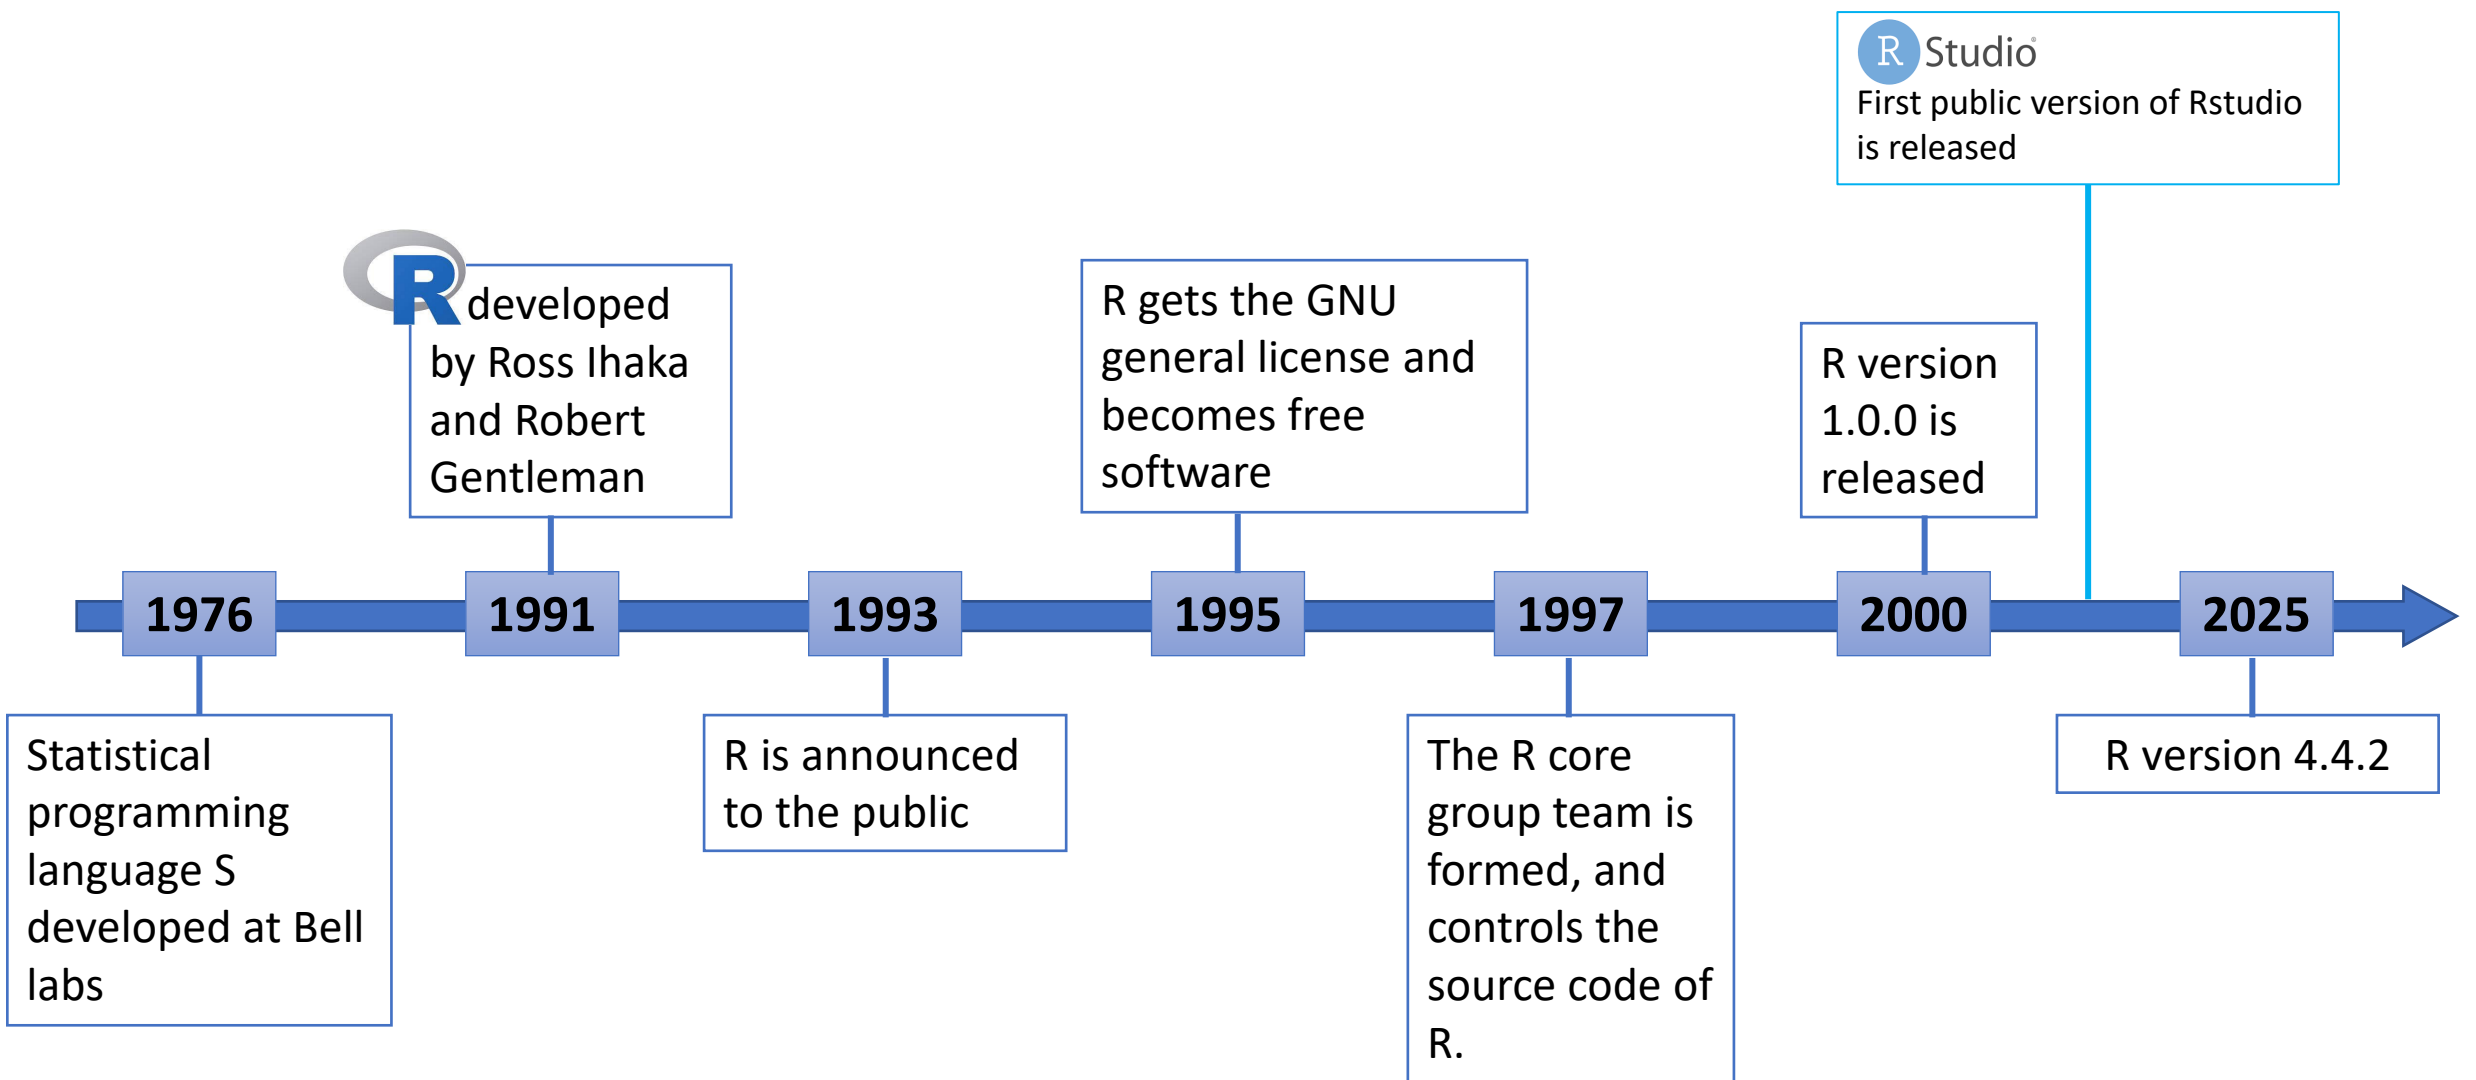 R Studio
First public version of Rstudio
is released
R developed
by Ross Ihaka
and Robert
Gentleman
R gets the GNU
general license and
becomes free
software
R version
1.0.0 is
released
1976
1991
1993
1995
1997
2000
2025
Statistical
programming
language S
developed at Bell
labs
R is announced
to the public
The R core
group team is
formed, and
controls the
source code of
R.
R version 4.4.2